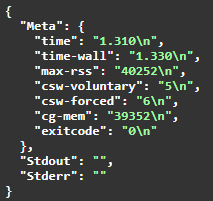 {
"Meta": {
"time": "1.310\n",
"time-wall": "1.330\n",
"max-rss": "40252\n",
"csw-voluntary": "5\n",
"csw-forced": "6\n",
"cg-mem": "39352\n",
"exitcode": "0\n"
},
"Stdout": "",
"Stderr": ""
}